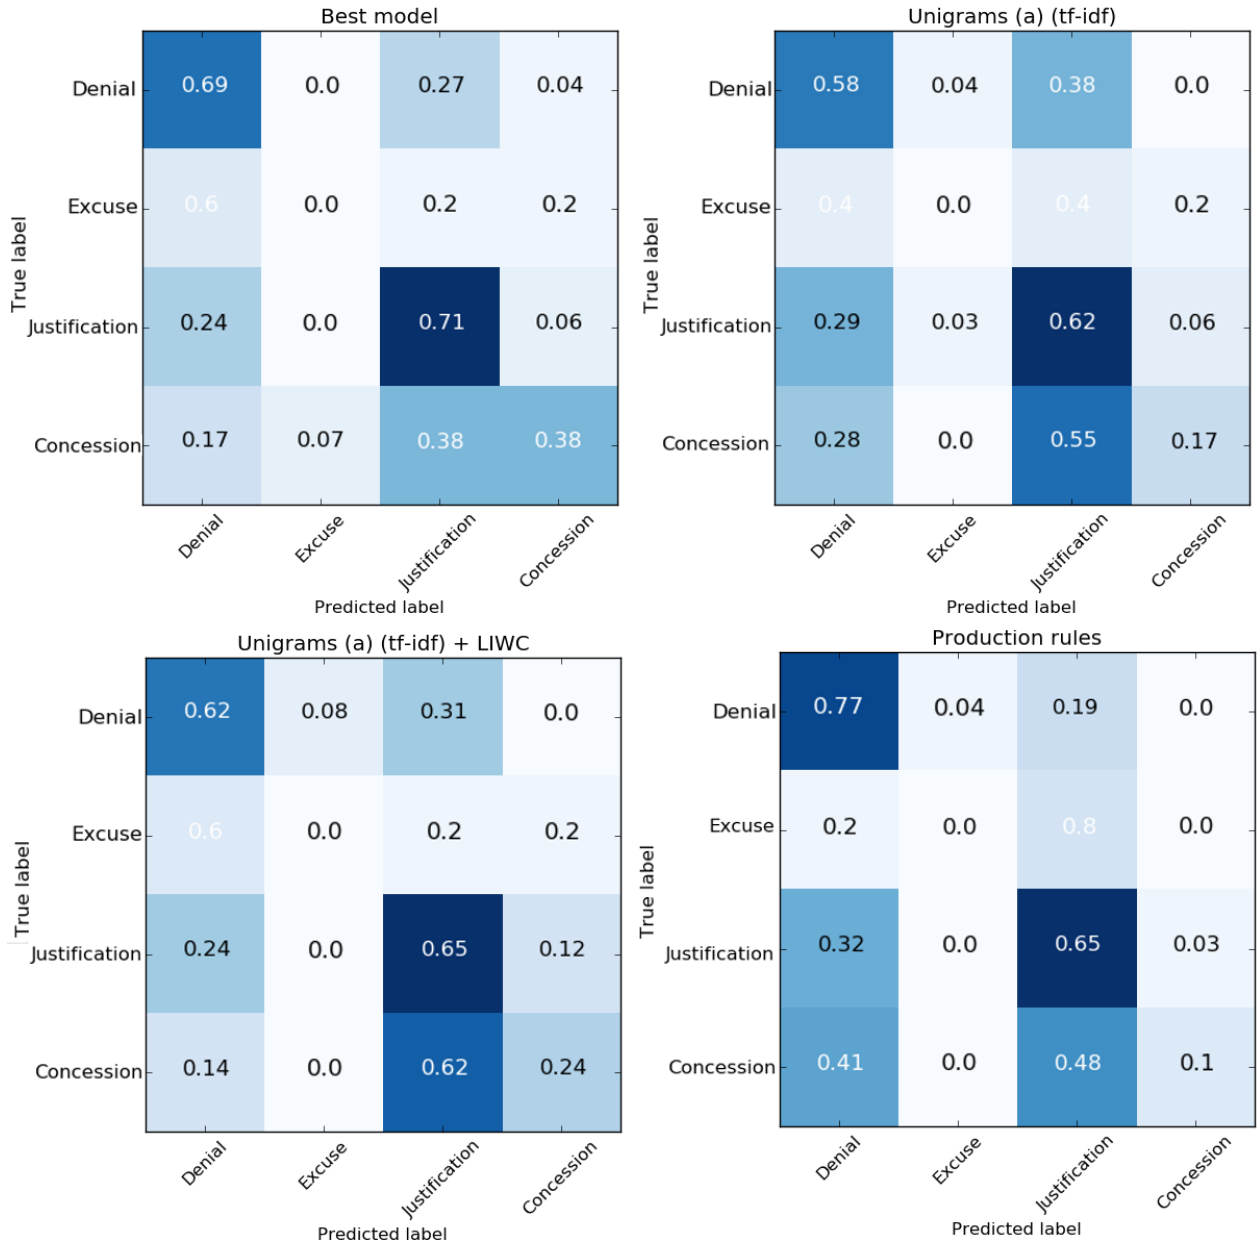 Best model
True label
Denial 0.69 0.0 0.27 0.04
Excuse 0.6 0.0 0.2 0.2
Justification 0.24 0.0 0.71 0.06
Concession 0.17 0.07 0.38 0.38
Denial Excuse Justification Concession
Predicted label
Unigrams (a) (tf-idf)
True label
Denial 0.58 0.04 0.38 0.0
Excuse 0.4 0.0 0.4 0.2
Justification 0.29 0.03 0.62 0.06
Concession 0.28 0.0 0.55 0.17
Denial Excuse Justification Concession
Predicted label
Unigrams (a) (tf-idf) + LIWC
True label
Denial 0.62 0.08 0.31 0.0
Excuse 0.6 0.0 0.2 0.2
Justification 0.24 0.0 0.65 0.12
Concession 0.14 0.0 0.62 0.24
Denial Excuse Justification Concession
Predicted label
Production rules
True label
Denial 0.77 0.04 0.19 0.0
Excuse 0.2 0.0 0.8 0.0
Justification 0.32 0.0 0.65 0.03
Concession 0.41 0.0 0.48 0.1
Denial Excuse Justification Concession
Predicted label